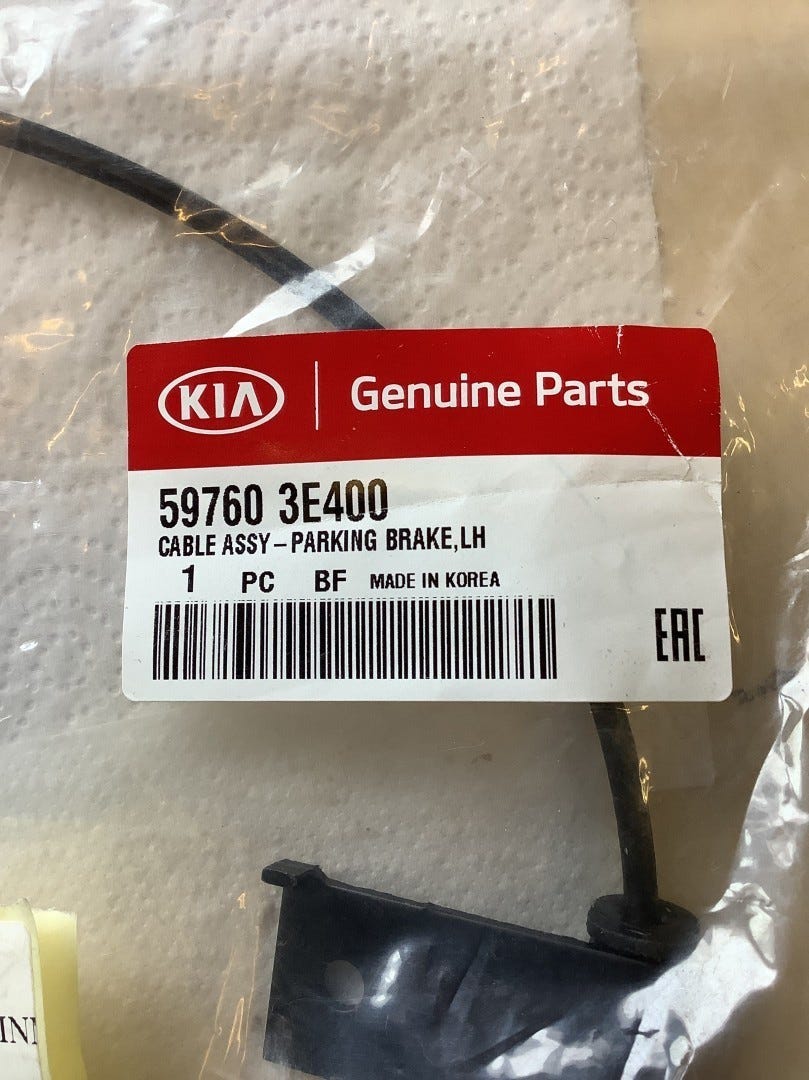 KIA Genuine Parts
59760 3E400
CABLE ASSY-PARKING BRAKE,LH
1 PC BF MADE IN KOREA
EAC